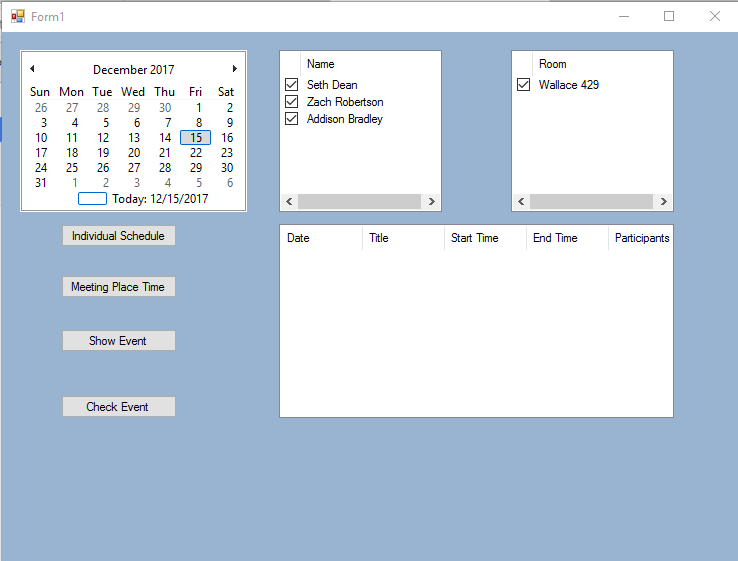 Form1
December 2017
Sun Mon Tue Wed Thu Fri Sat
26 27 28 29 30 1 2
3 4 5 6 7 8 9
10 11 12 13 14 15 16
17 18 19 20 21 22 23
24 25 26 27 28 29 30
31 1 2 3 4 5 6
Today: 12/15/2017
Name
Seth Dean
Zach Robertson
Addison Bradley
Room
Wallace 429
Individual Schedule
Meeting Place Time
Show Event
Check Event
Date Title Start Time End Time Participants